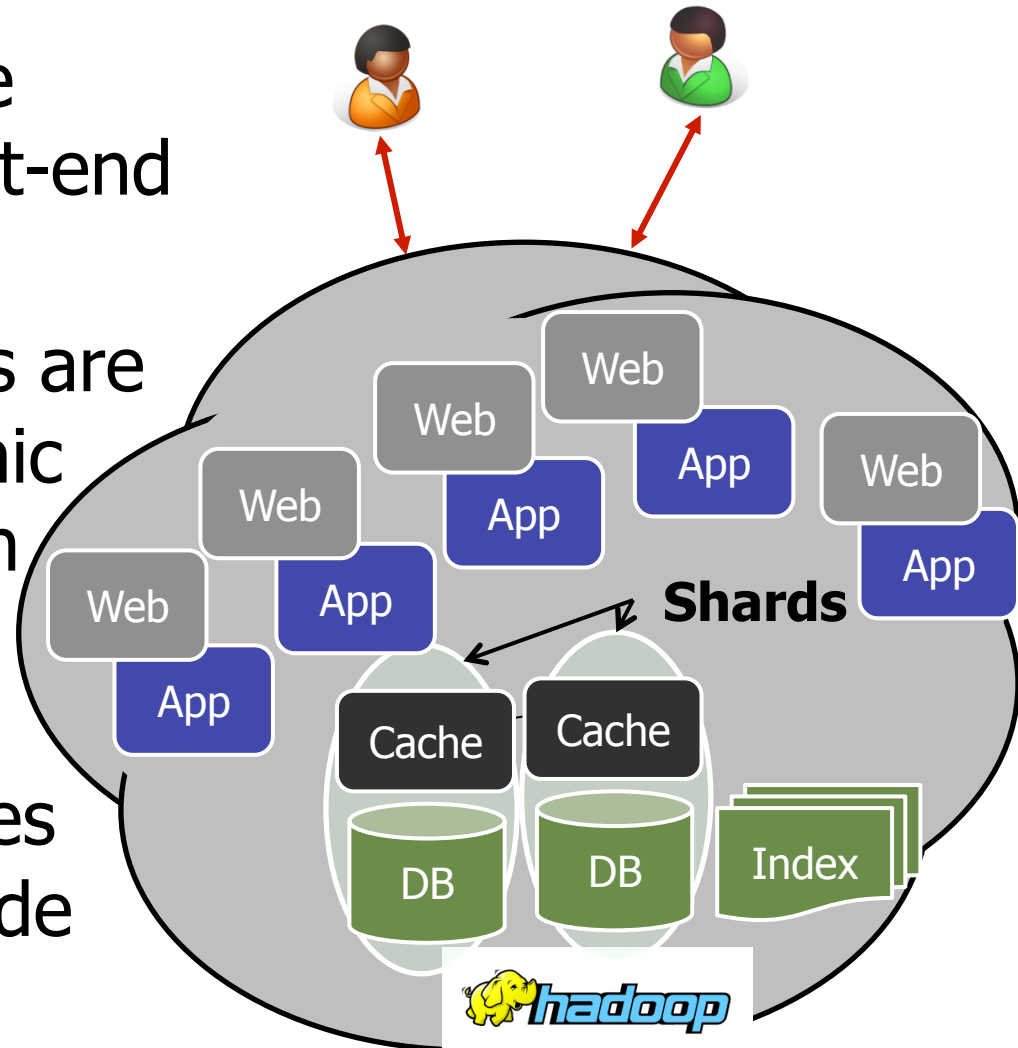 e
t-end
s are
nic
n
es
de
Web
App
Web
App
Web
App
Web
App
Web
App
Shards
Cache
DB
Cache
DB
Index
hadoop